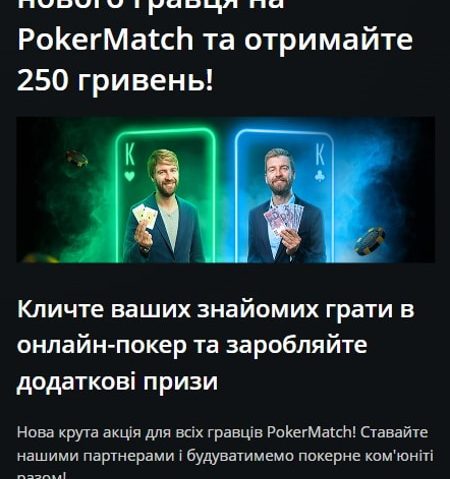 нового гравця на
PokerMatch та отримайте
250 гривень!
K
K
Кличте ваших знайомих грати в
онлайн-покер та заробляйте
додаткові призи
Нова крута акція для всіх гравців PokerMatch! Ставайте
нашими партнерами і будуватимемо покерне ком'юніті
разом!